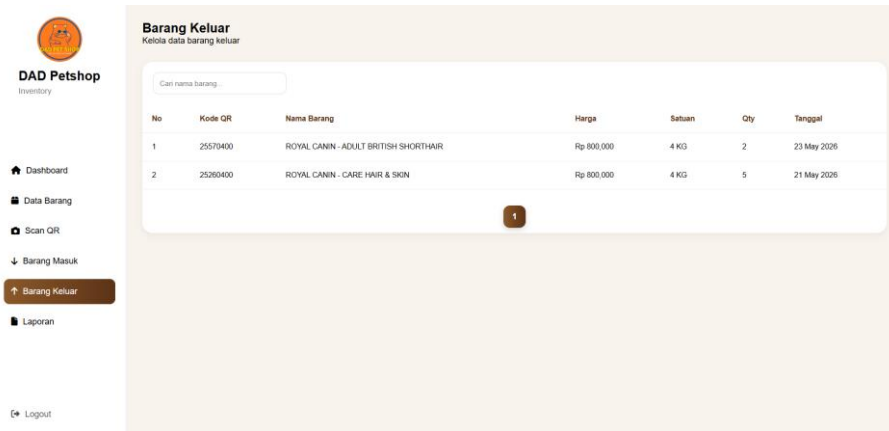 DAD PET SHOP
DAD Petshop
Inventory
Dashboard
Data Barang
Scan QR
Barang Masuk
Barang Keluar
Laporan
Logout
Barang Keluar
Kelola data barang keluar
Cari nama barang...
No Kode QR Nama Barang Harga Satuan Qty Tanggal
1 25570400 ROYAL CANIN - ADULT BRITISH SHORTHAIR Rp 800,000 4 KG 2 23 May 2026
2 25260400 ROYAL CANIN - CARE HAIR & SKIN Rp 800,000 4 KG 5 21 May 2026
1